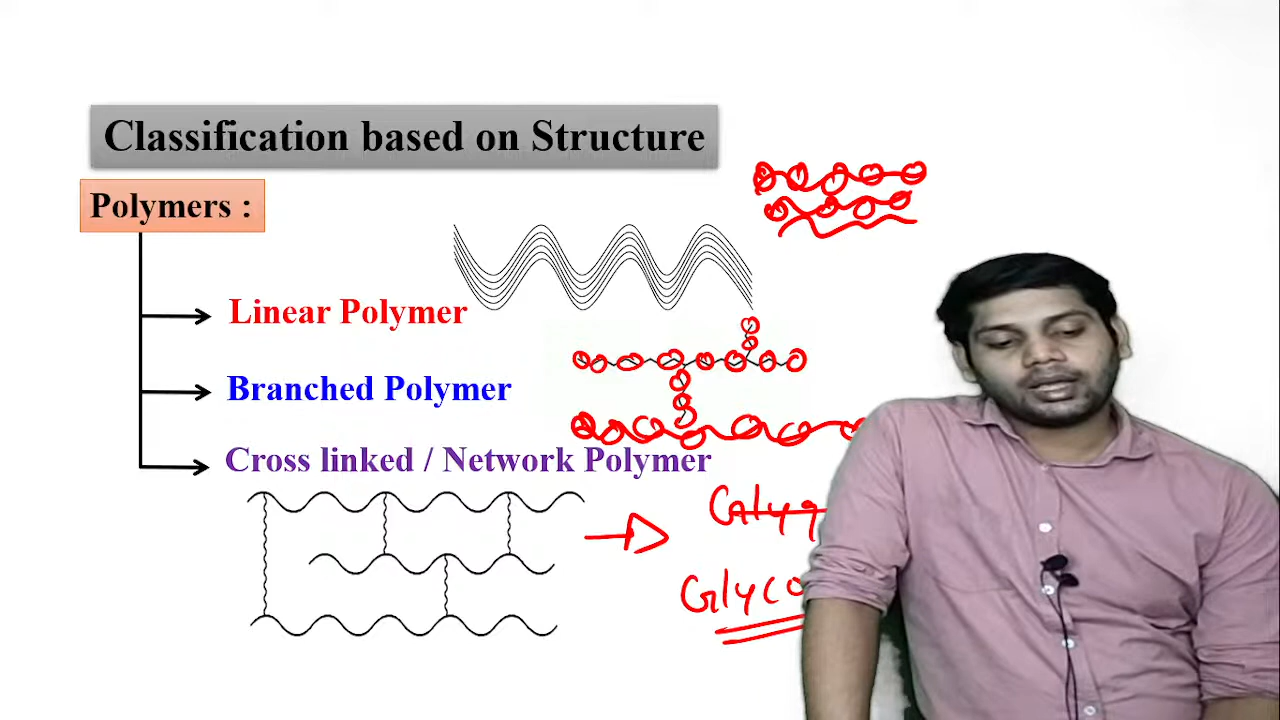 Classification based on Structure
Polymers :
Linear Polymer
Branched Polymer
Cross linked / Network Polymer